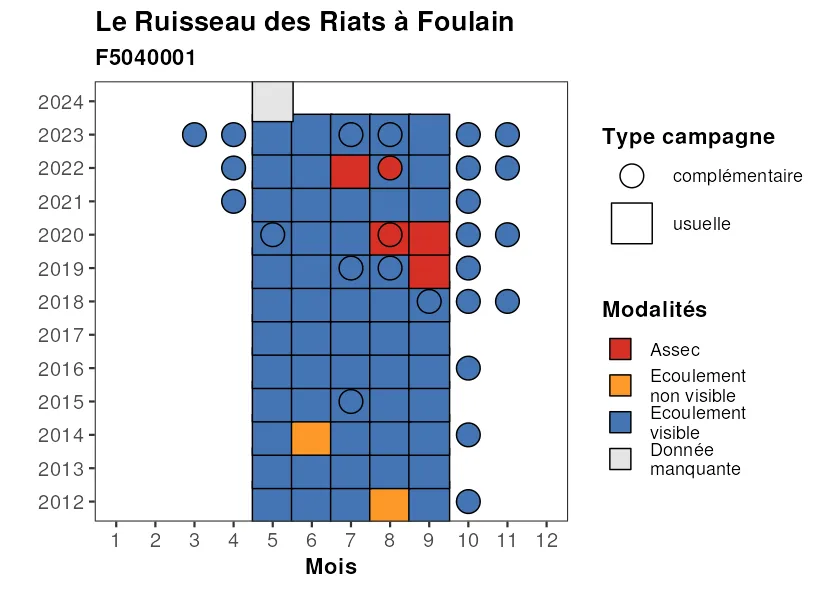 Le Ruisseau des Riats à Foulain
F5040001
2024
2023
2022
2021
2020
2019
2018
2017
2016
2015
2014
2013
2012
1 2 3 4 5 6 7 8 9 10 11 12
Mois
Type campagne
complémentaire
usuelle
Modalités
Assec
Ecoulement
non visible
Ecoulement
visible
Donnée
manquante